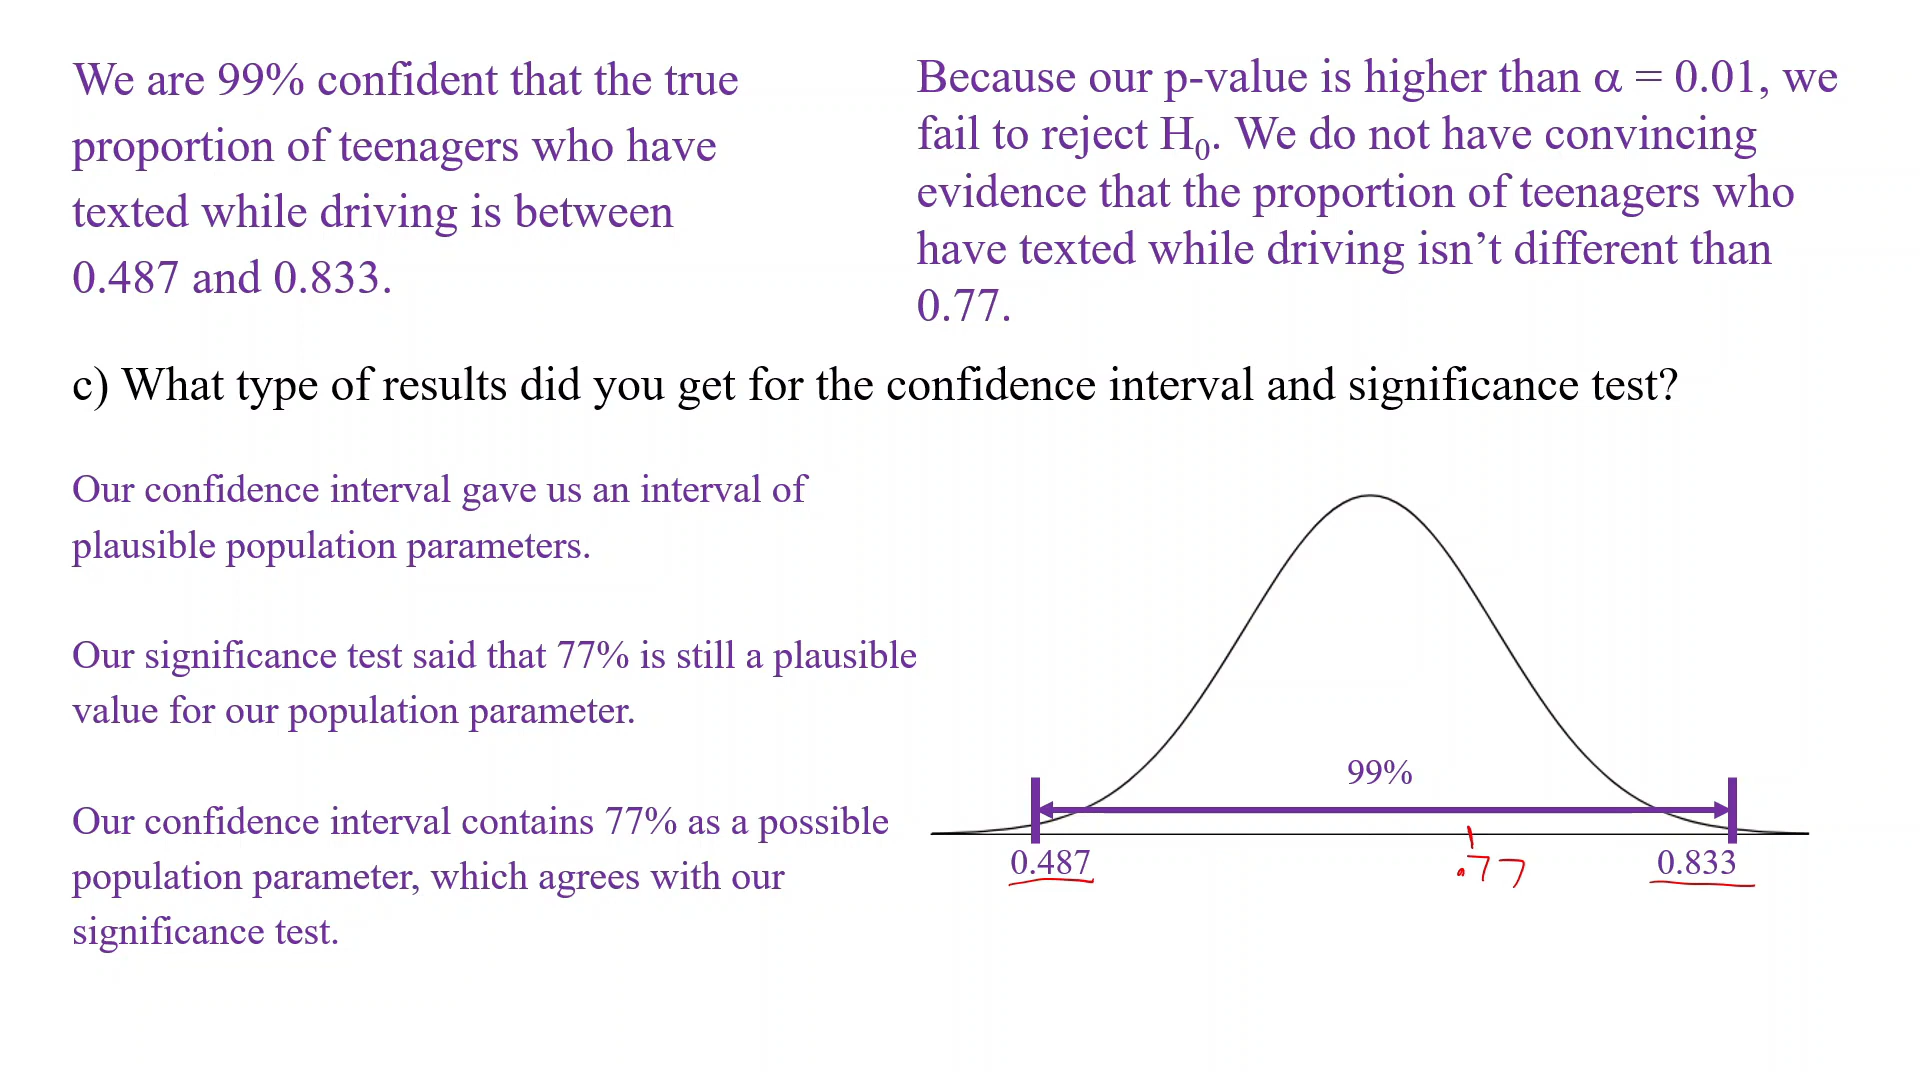 We are 99% confident that the true
proportion of teenagers who have
texted while driving is between
0.487 and 0.833.
Because our p-value is higher than α = 0.01, we
fail to reject H₀. We do not have convincing
evidence that the proportion of teenagers who
have texted while driving isn’t different than
0.77.
c) What type of results did you get for the confidence interval and significance test?
Our confidence interval gave us an interval of
plausible population parameters.
Our significance test said that 77% is still a plausible
value for our population parameter.
Our confidence interval contains 77% as a possible
population parameter, which agrees with our
significance test.
99%
0.487
.77
0.833